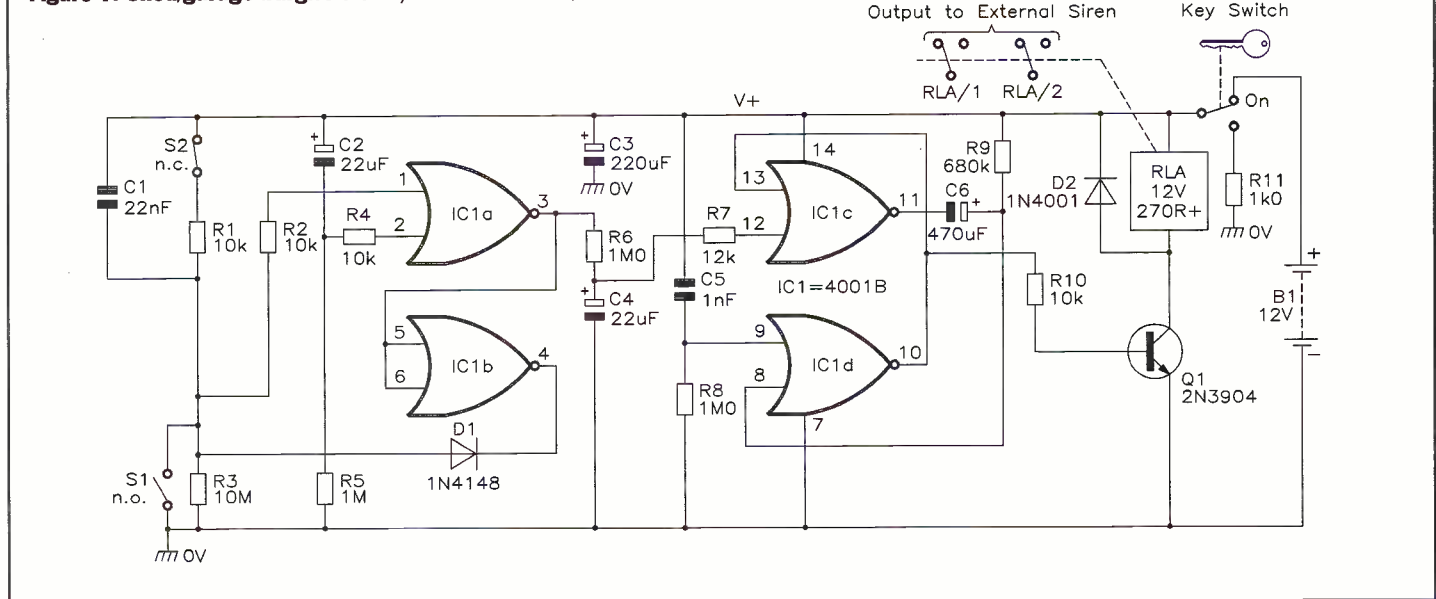 Output to External Siren
Key Switch
RLA/1
RLA/2
On
V+
S2
n.c.
C1
22nF
R1
10k
R2
10k
C2
22uF
R4
10k
1
2
3
IC1a
C3
220uF
0V
R6
1M0
C4
22uF
R7
12k
C5
1nF
R8
1M0
14
13
12
11
IC1c
IC1=4001B
C6
470uF
R9
680k
D2
1N4001
RLA
12V
270R+
R11
1k0
0V
B1
12V
+
−
R10
10k
Q1
2N3904
5
6
4
IC1b
9
8
10
7
IC1d
D1
1N4148
S1
n.o.
R3
10M
R5
1M
0V